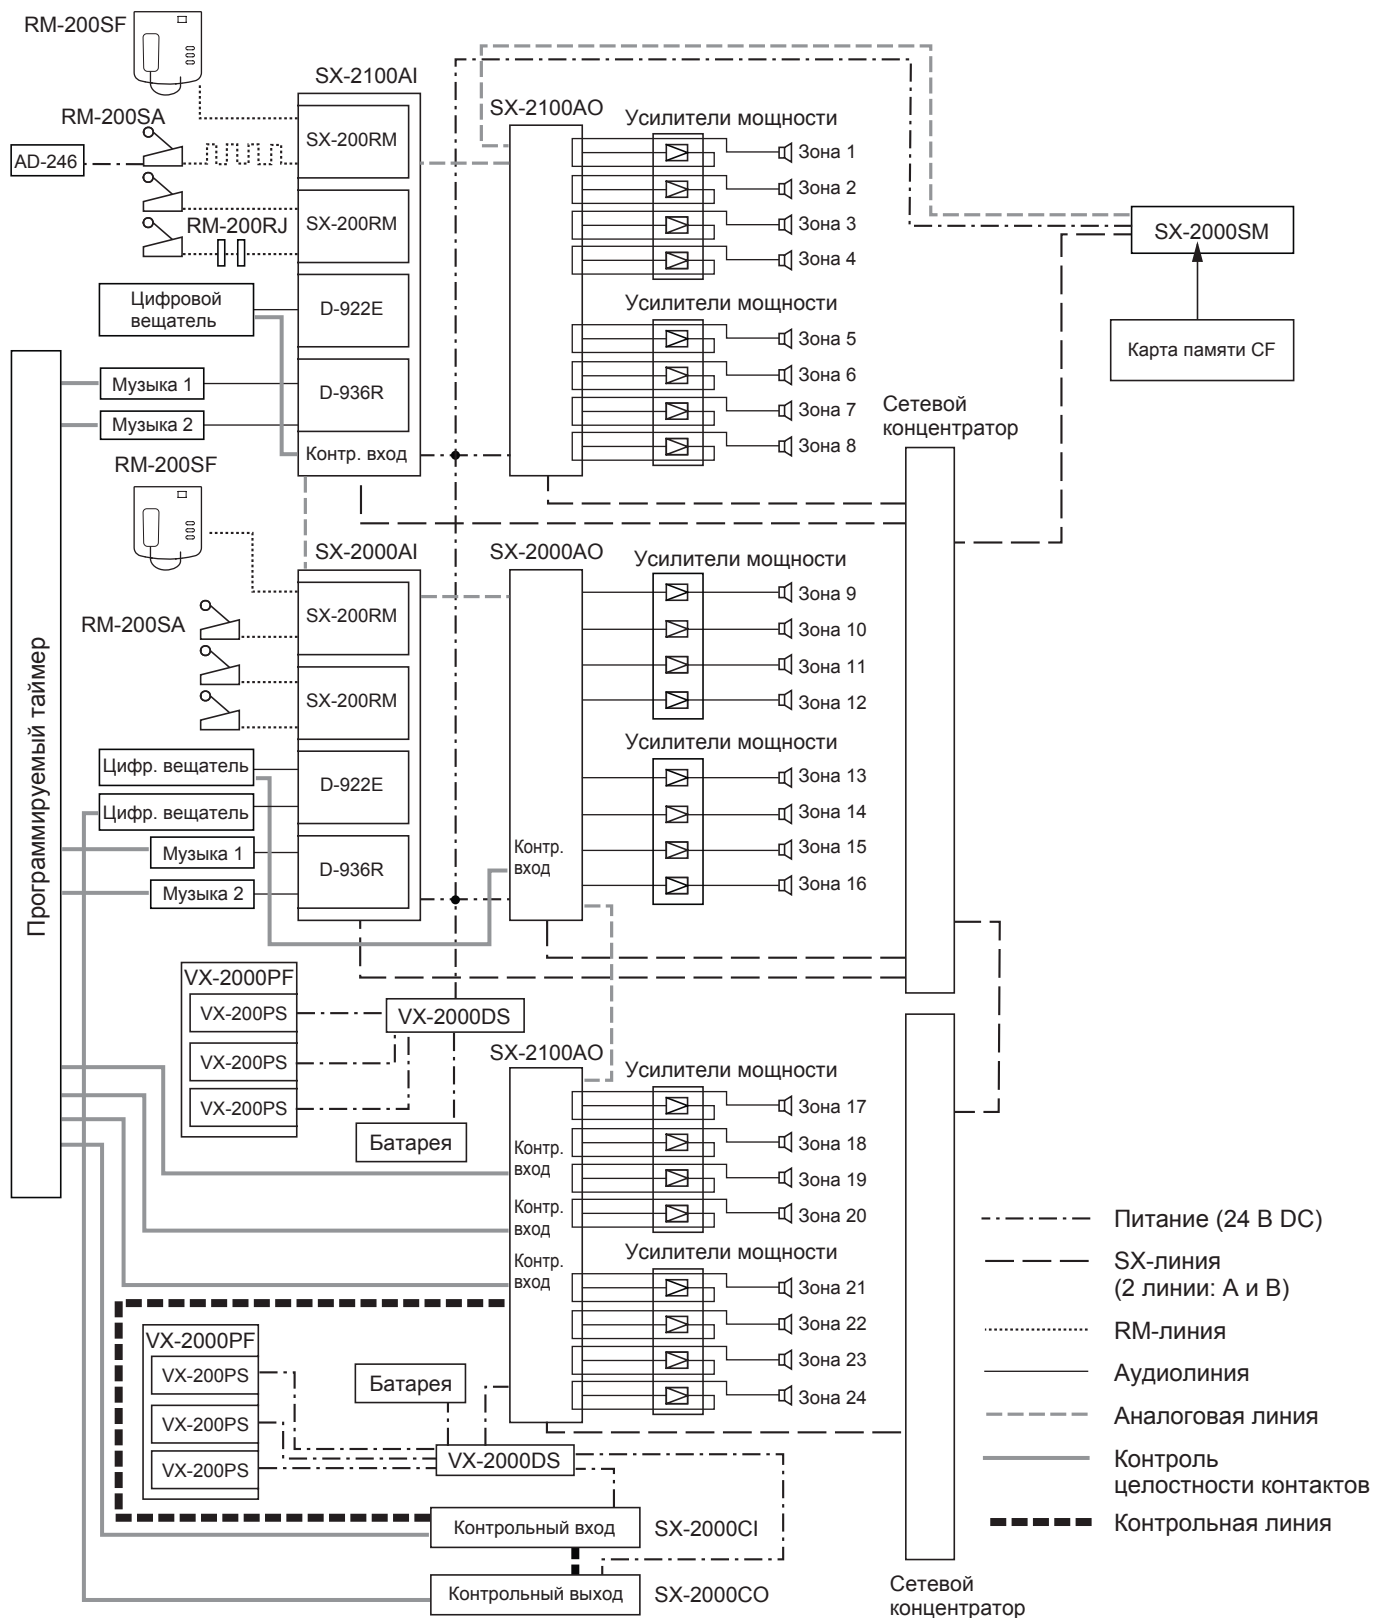 RM-200SF
SX-2100AI
RM-200SA
AD-246
SX-200RM
SX-200RM
RM-200RJ
Цифровой
вещатель
D-922E
Музыка 1
D-936R
Музыка 2
Контр. вход
SX-2100AO
Усилители мощности
Зона 1
Зона 2
Зона 3
Зона 4
Усилители мощности
Зона 5
Зона 6
Зона 7
Зона 8
SX-2000SM
Карта памяти CF
Сетевой
концентратор
Программируемый таймер
RM-200SF
SX-2000AI
RM-200SA
SX-200RM
SX-200RM
Цифр. вещатель
D-922E
Цифр. вещатель
Музыка 1
D-936R
Музыка 2
SX-2000AO
Контр.
вход
Усилители мощности
Зона 9
Зона 10
Зона 11
Зона 12
Усилители мощности
Зона 13
Зона 14
Зона 15
Зона 16
VX-2000PF
VX-200PS
VX-200PS
VX-200PS
VX-2000DS
Батарея
SX-2100AO
Контр.
вход
Контр.
вход
Контр.
вход
Усилители мощности
Зона 17
Зона 18
Зона 19
Зона 20
Усилители мощности
Зона 21
Зона 22
Зона 23
Зона 24
VX-2000PF
VX-200PS
VX-200PS
VX-200PS
Батарея
VX-2000DS
Контрольный вход
SX-2000CI
Контрольный выход
SX-2000CO
Сетевой
концентратор
Питание (24 В DC)
SX-линия
(2 линии: А и В)
RM-линия
Аудиолиния
Аналоговая линия
Контроль
целостности контактов
Контрольная линия